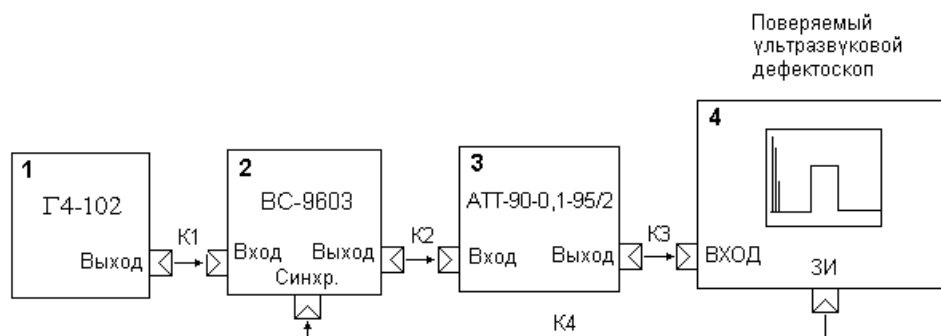 Поверяемый
ультразвуковой
дефектоскоп
1
Г4-102
Выход
К1
2
ВС-9603
Вход
Выход
Синхр.
К2
3
АТТ-90-0,1-95/2
Вход
Выход
К3
4
ВХОД
ЗИ
К4